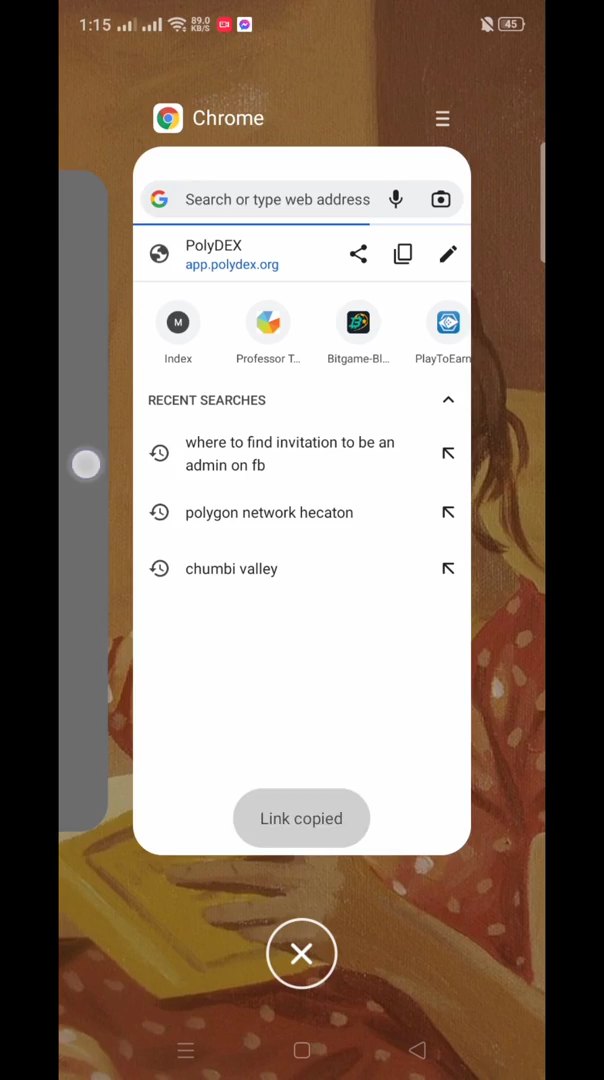 1:15
89.0
KB/S
45
Chrome
Search or type web address
PolyDEX
app.polydex.org
M
Index
Professor T...
Bitgame-Bl...
PlayToEarn
RECENT SEARCHES
where to find invitation to be an
admin on fb
polygon network hecaton
chumbi valley
Link copied